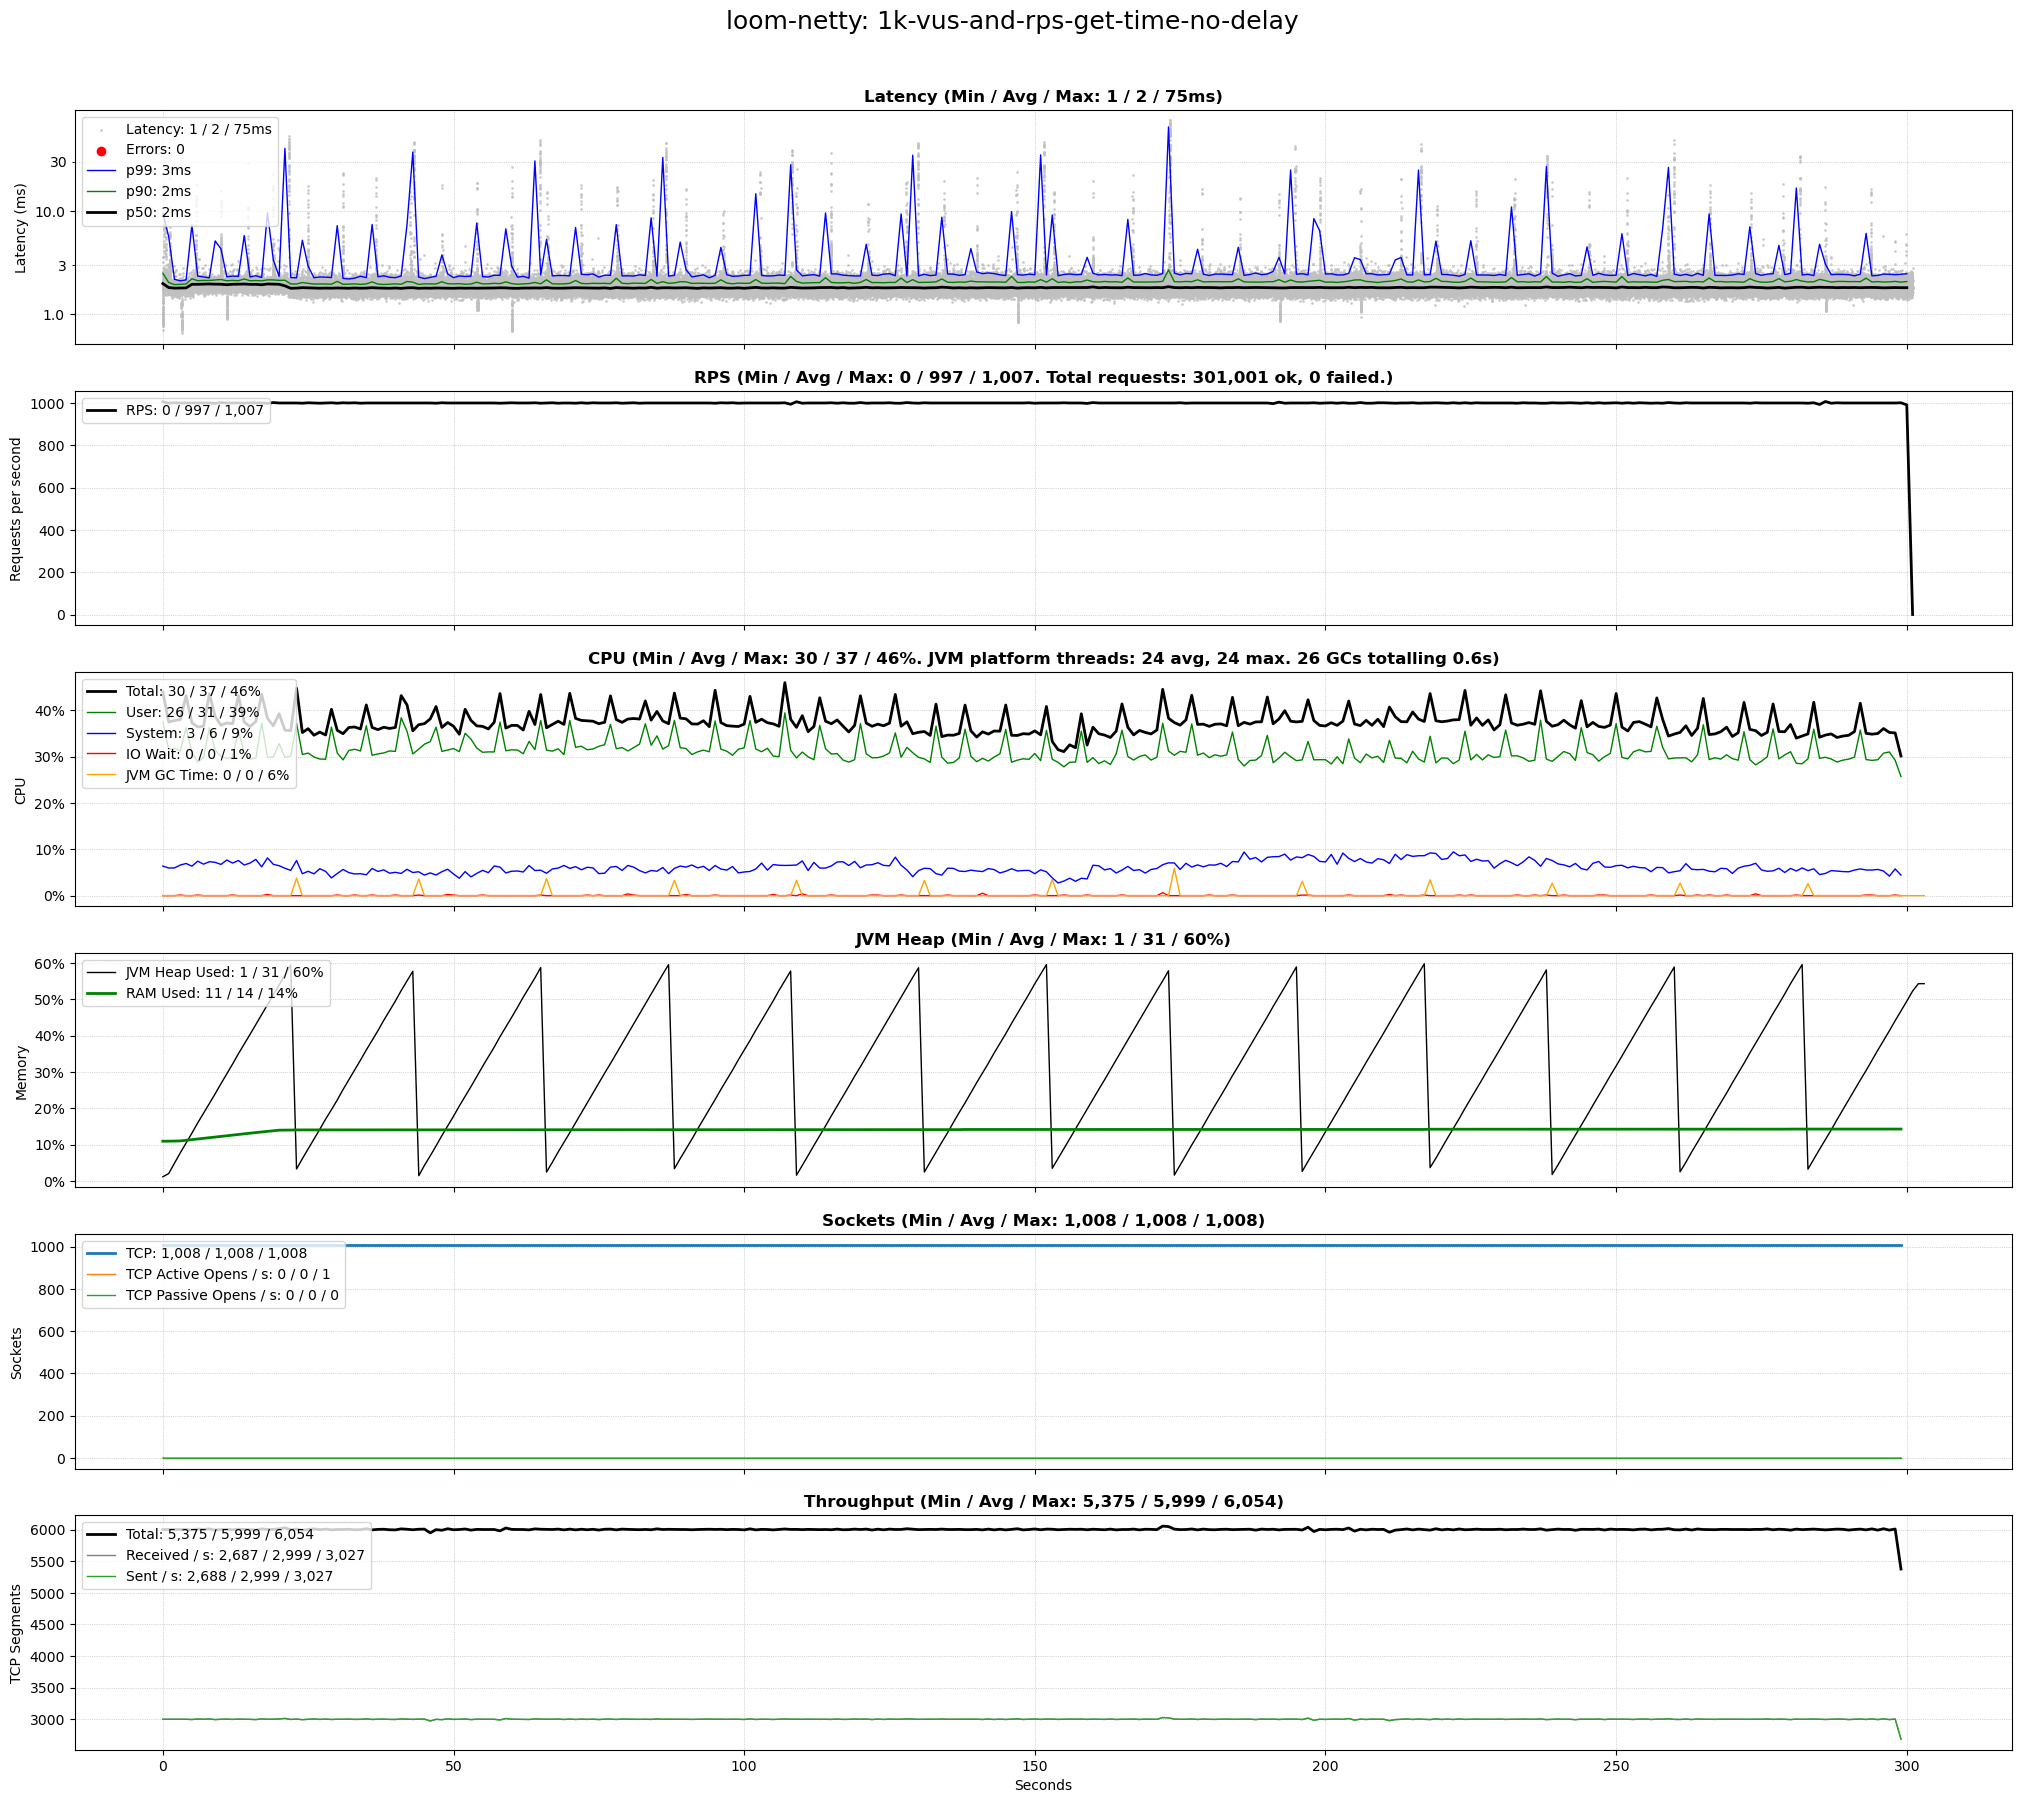 loom-netty: 1k-vus-and-rps-get-time-no-delay
Latency (Min / Avg / Max: 1 / 2 / 75ms)
Latency (ms)
30
10.0
3
1.0
Latency: 1 / 2 / 75ms
Errors: 0
p99: 3ms
p90: 2ms
p50: 2ms
RPS (Min / Avg / Max: 0 / 997 / 1,007. Total requests: 301,001 ok, 0 failed.)
Requests per second
1000
800
600
400
200
0
RPS: 0 / 997 / 1,007
CPU (Min / Avg / Max: 30 / 37 / 46%. JVM platform threads: 24 avg, 24 max. 26 GCs totalling 0.6s)
CPU
40%
30%
20%
10%
0%
Total: 30 / 37 / 46%
User: 26 / 31 / 39%
System: 3 / 6 / 9%
IO Wait: 0 / 0 / 1%
JVM GC Time: 0 / 0 / 6%
JVM Heap (Min / Avg / Max: 1 / 31 / 60%)
Memory
60%
50%
40%
30%
20%
10%
0%
JVM Heap Used: 1 / 31 / 60%
RAM Used: 11 / 14 / 14%
Sockets (Min / Avg / Max: 1,008 / 1,008 / 1,008)
Sockets
1000
800
600
400
200
0
TCP: 1,008 / 1,008 / 1,008
TCP Active Opens / s: 0 / 0 / 1
TCP Passive Opens / s: 0 / 0 / 0
Throughput (Min / Avg / Max: 5,375 / 5,999 / 6,054)
TCP Segments
6000
5500
5000
4500
4000
3500
3000
Total: 5,375 / 5,999 / 6,054
Received / s: 2,687 / 2,999 / 3,027
Sent / s: 2,688 / 2,999 / 3,027
0
50
100
150
200
250
300
Seconds